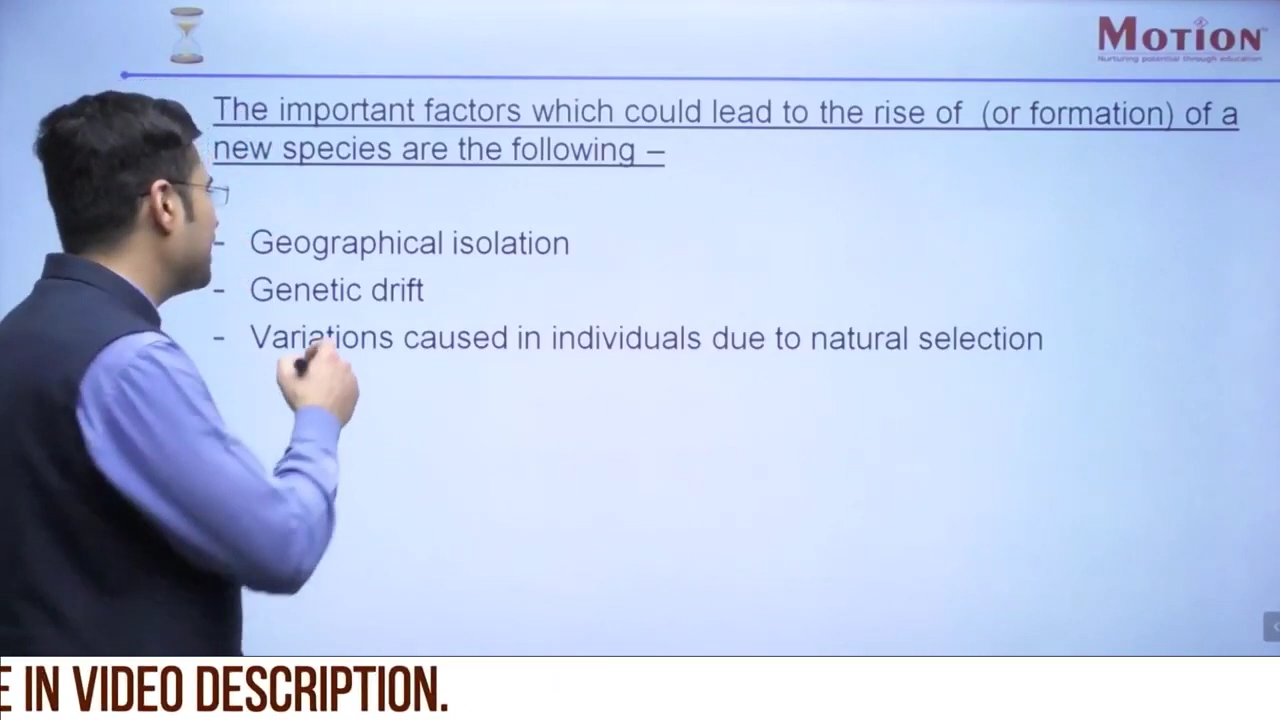 MOTION
Nurturing potential through education
The important factors which could lead to the rise of (or formation) of a
new species are the following –
- Geographical isolation
- Genetic drift
- Variations caused in individuals due to natural selection
E IN VIDEO DESCRIPTION.